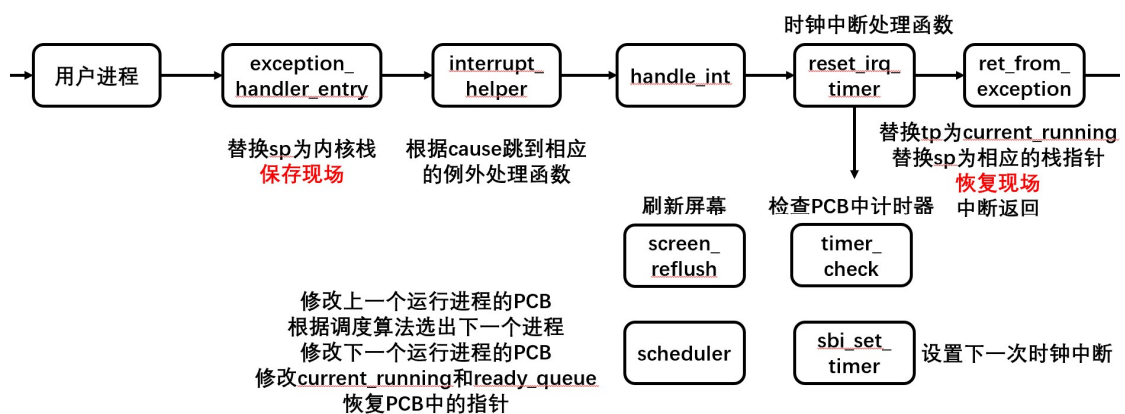 时钟中断处理函数
用户进程
exception_
handler_entry
interrupt_
helper
handle_int
reset_irq_
timer
ret_from_
exception
替换sp为内核栈
保存现场
根据cause跳到相应
的例外处理函数
替换tp为current_running
替换sp为相应的栈指针
恢复现场
中断返回
刷新屏幕
检查PCB中计时器
screen_
reflush
timer_
check
修改上一个运行进程的PCB
根据调度算法选出下一个进程
修改下一个运行进程的PCB
修改current_running和ready_queue
恢复PCB中的指针
scheduler
sbi_set_
timer
设置下一次时钟中断